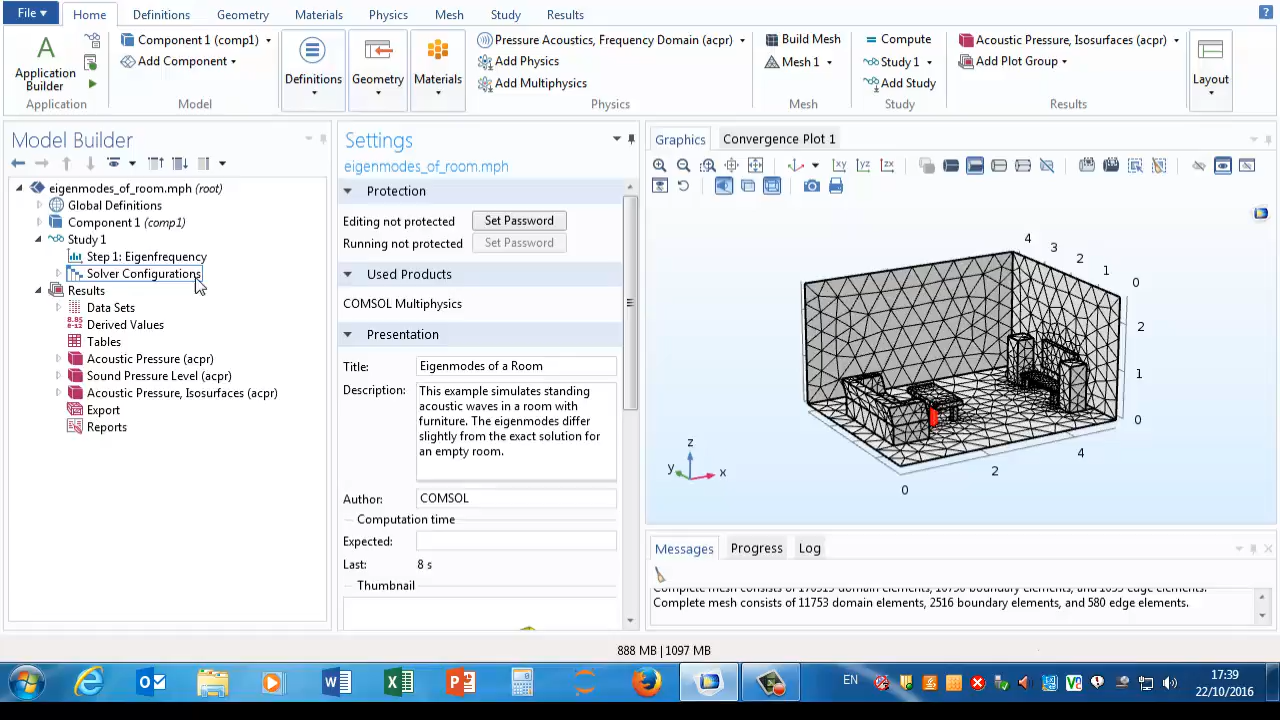 File Home Definitions Geometry Materials Physics Mesh Study Results ?
Application Builder
Application
Component 1 (comp1)
Add Component
Model
Definitions
Geometry
Materials
Pressure Acoustics, Frequency Domain (acpr)
Add Physics
Add Multiphysics
Physics
Build Mesh
Mesh 1
Mesh
Compute
Study 1
Add Study
Study
Acoustic Pressure, Isosurfaces (acpr)
Add Plot Group
Results
Layout
Model Builder
eigenmodes_of_room.mph (root)
Global Definitions
Component 1 (comp1)
Study 1
Step 1: Eigenfrequency
Solver Configurations
Results
Data Sets
8.85
e-12
Derived Values
Tables
Acoustic Pressure (acpr)
Sound Pressure Level (acpr)
Acoustic Pressure, Isosurfaces (acpr)
Export
Reports
Settings
eigenmodes_of_room.mph
Protection
Editing not protected Set Password
Running not protected Set Password
Used Products
COMSOL Multiphysics
Presentation
Title: Eigenmodes of a Room
Description: This example simulates standing
acoustic waves in a room with
furniture. The eigenmodes differ
slightly from the exact solution for
an empty room.
Author: COMSOL
Computation time
Expected:
Last: 8 s
Thumbnail
Graphics Convergence Plot 1
xy yz zx
4 3 2 1 0
2
1
0
4
2
0
z
y x
Messages Progress Log
Complete mesh consists of 11753 domain elements, 2516 boundary elements, and 580 edge elements.
888 MB | 1097 MB
EN
17:39
22/10/2016